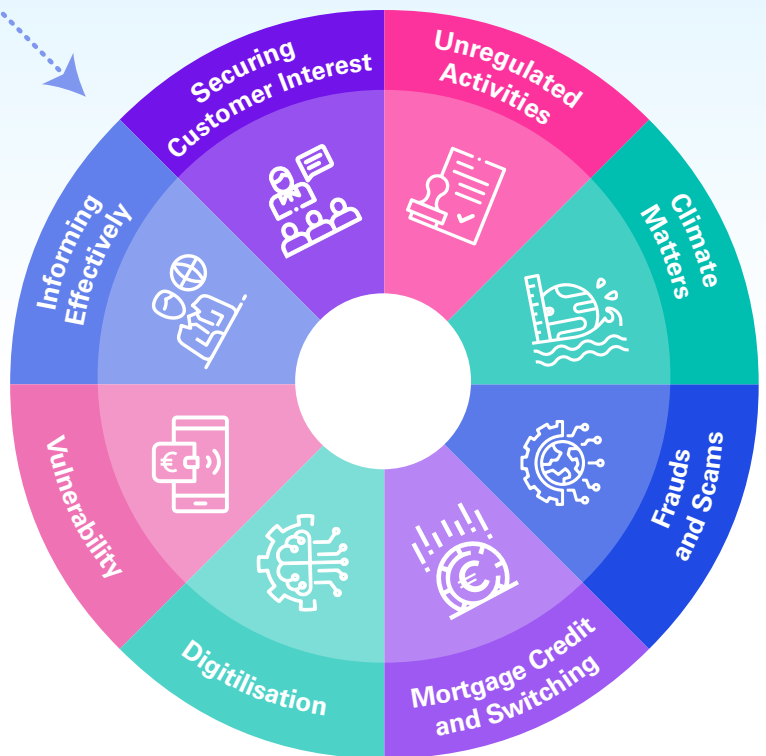 Securing
Customer Interest
Unregulated
Activities
Climate
Matters
Frauds
and Scams
Mortgage Credit
and Switching
Digitilisation
Vulnerability
Informing
Effectively
€
€